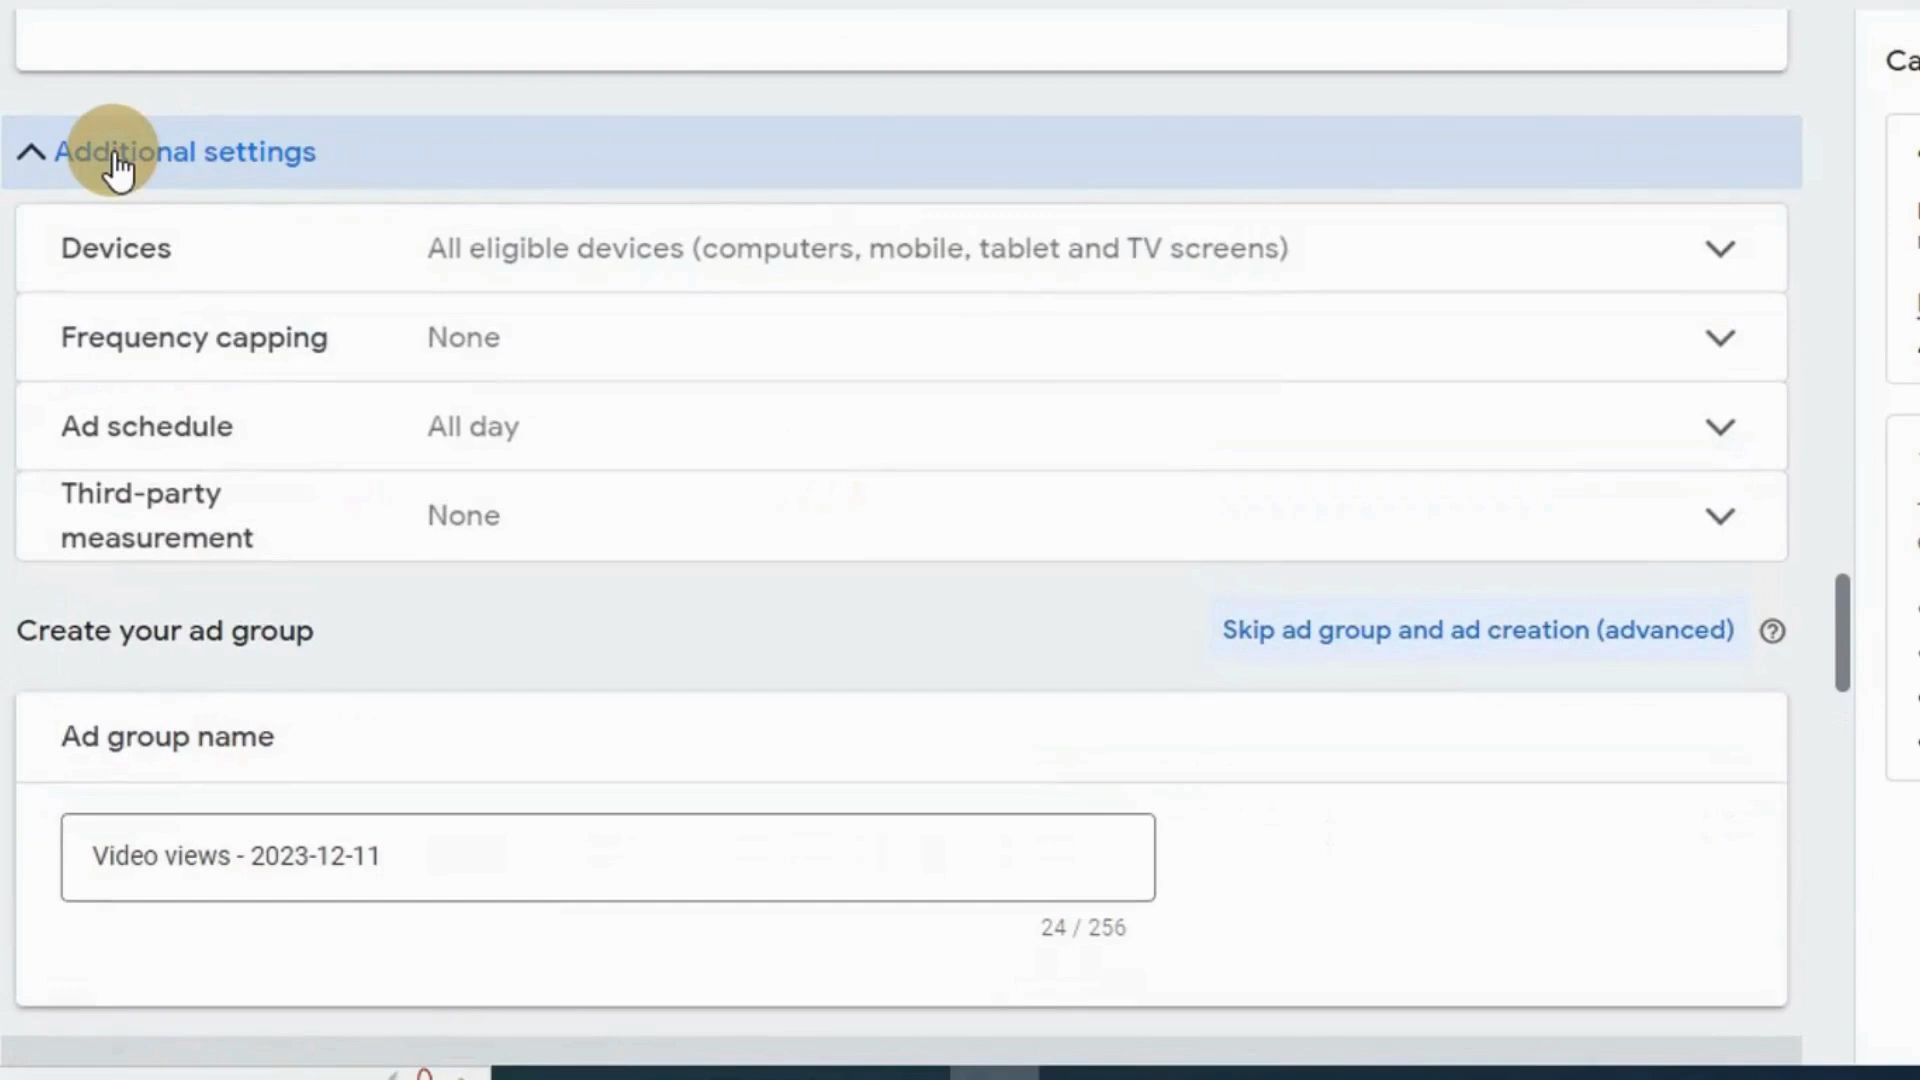 Ca
Additional settings
Devices All eligible devices (computers, mobile, tablet and TV screens)
Frequency capping None
Ad schedule All day
Third-party
measurement None
Create your ad group Skip ad group and ad creation (advanced)
Ad group name
Video views - 2023-12-11
24 / 256